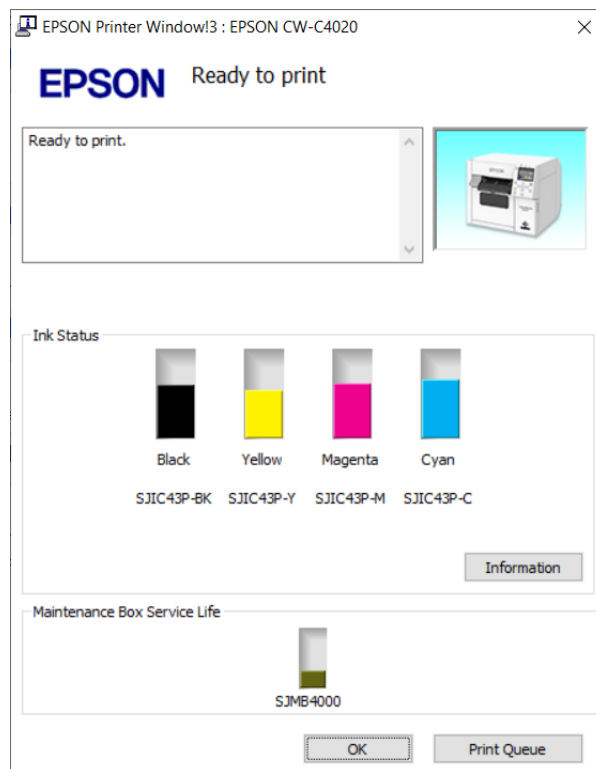 EPSON Printer Window!3 : EPSON CW-C4020
EPSON
Ready to print
Ready to print.
EPSON
Ink Status
Black Yellow Magenta Cyan
SJIC43P-BK SJIC43P-Y SJIC43P-M SJIC43P-C
Information
Maintenance Box Service Life
SJMB4000
OK Print Queue